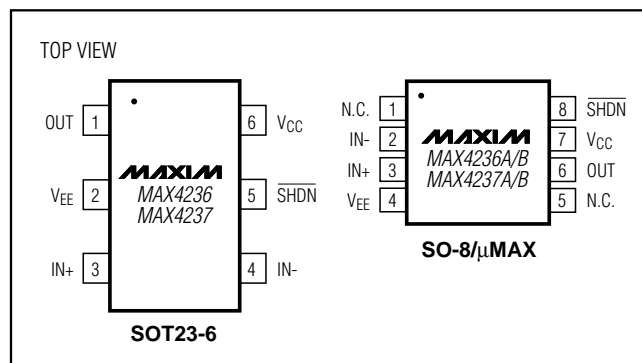 TOP VIEW
OUT 1
6 VCC
VEE 2
5 SHDN
IN+ 3
4 IN-
MAXIM
MAX4236
MAX4237
SOT23-6
N.C. 1
8 SHDN
IN- 2
7 VCC
IN+ 3
6 OUT
VEE 4
5 N.C.
MAXIM
MAX4236A/B
MAX4237A/B
SO-8/μMAX